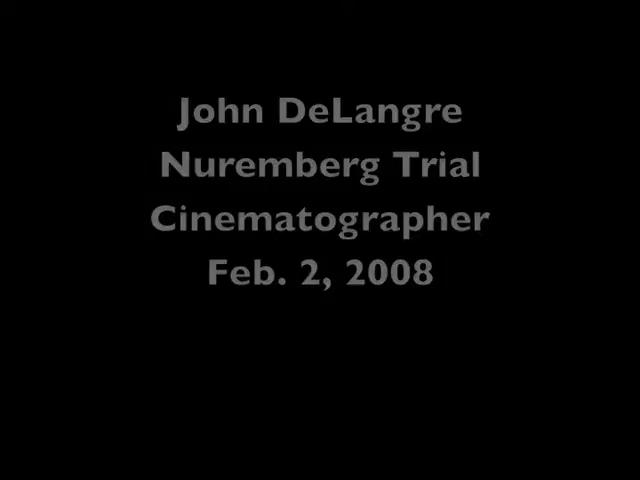 John DeLangre
Nuremberg Trial
Cinematographer
Feb. 2, 2008